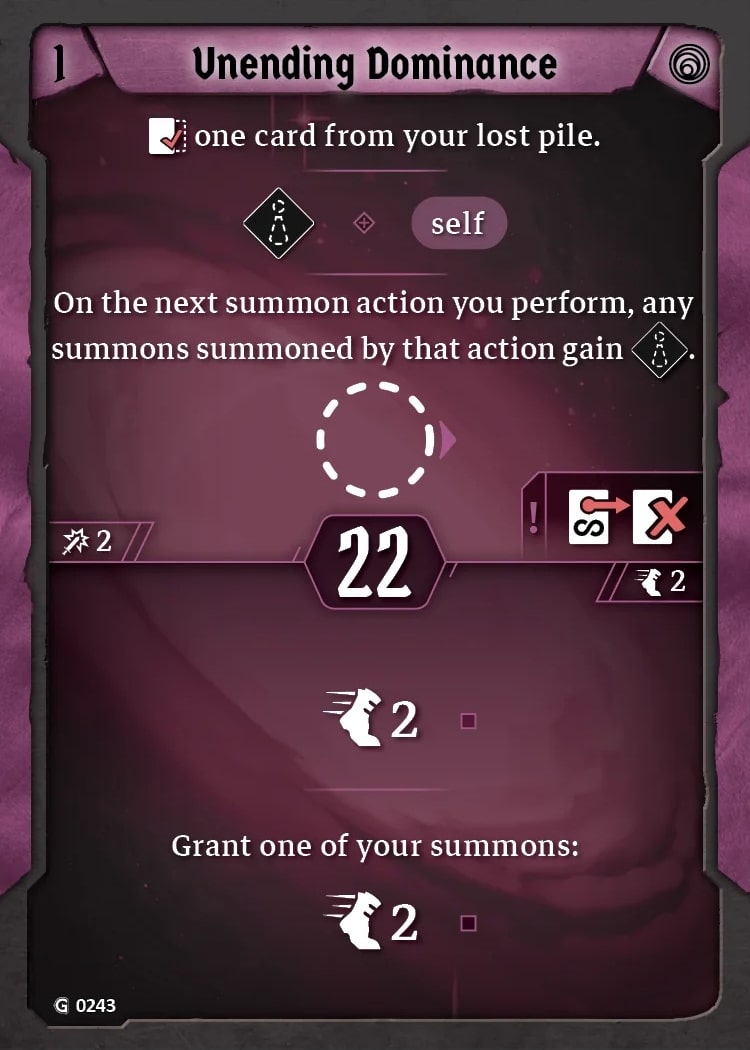 1
Unending Dominance
one card from your lost pile.
self
On the next summon action you perform, any
summons summoned by that action gain .
!
2
22
2
2
Grant one of your summons:
2
G 0243